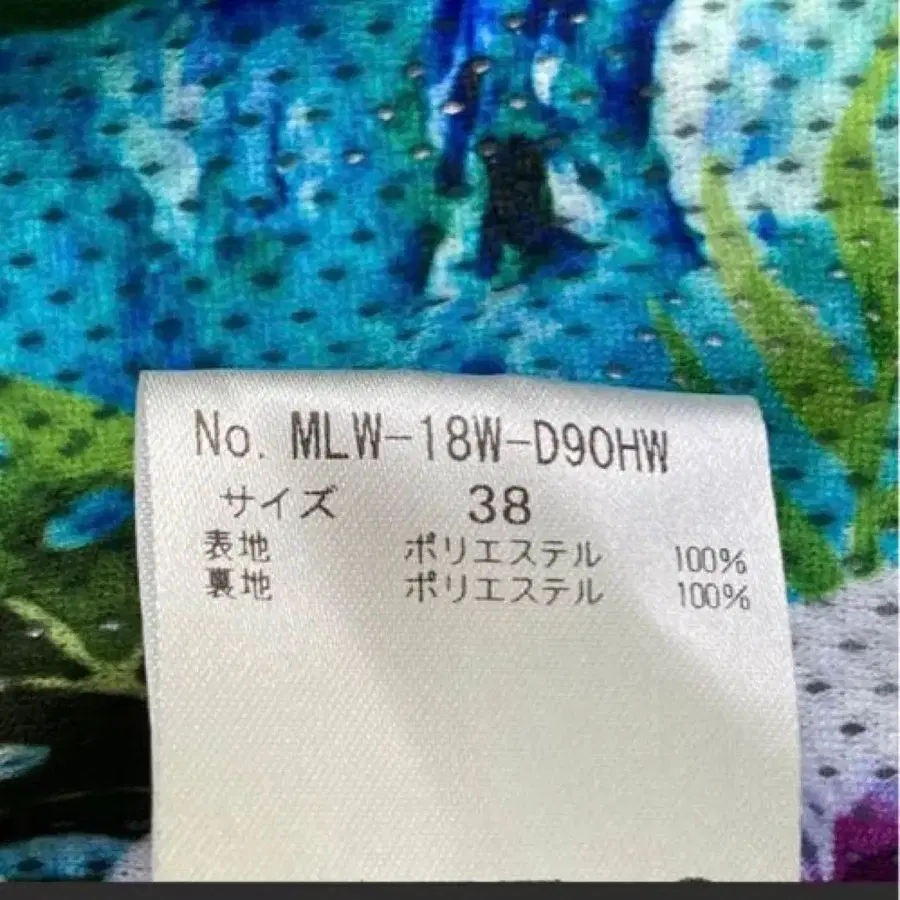 No. MLW-18W-D90HW
サイズ 38
表地 ポリエステル 100%
裏地 ポリエステル 100%